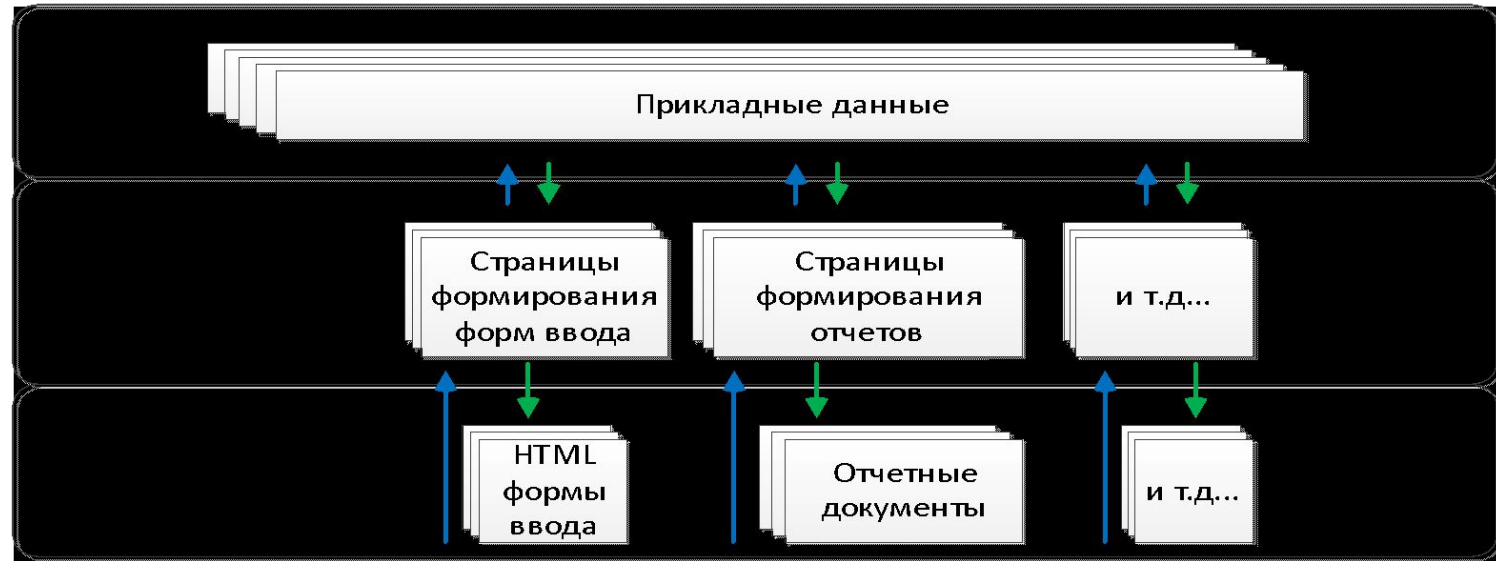 Прикладные данные
Страницы
формирования
форм ввода
Страницы
формирования
отчетов
и т.д...
HTML
формы
ввода
Отчетные
документы
и т.д...